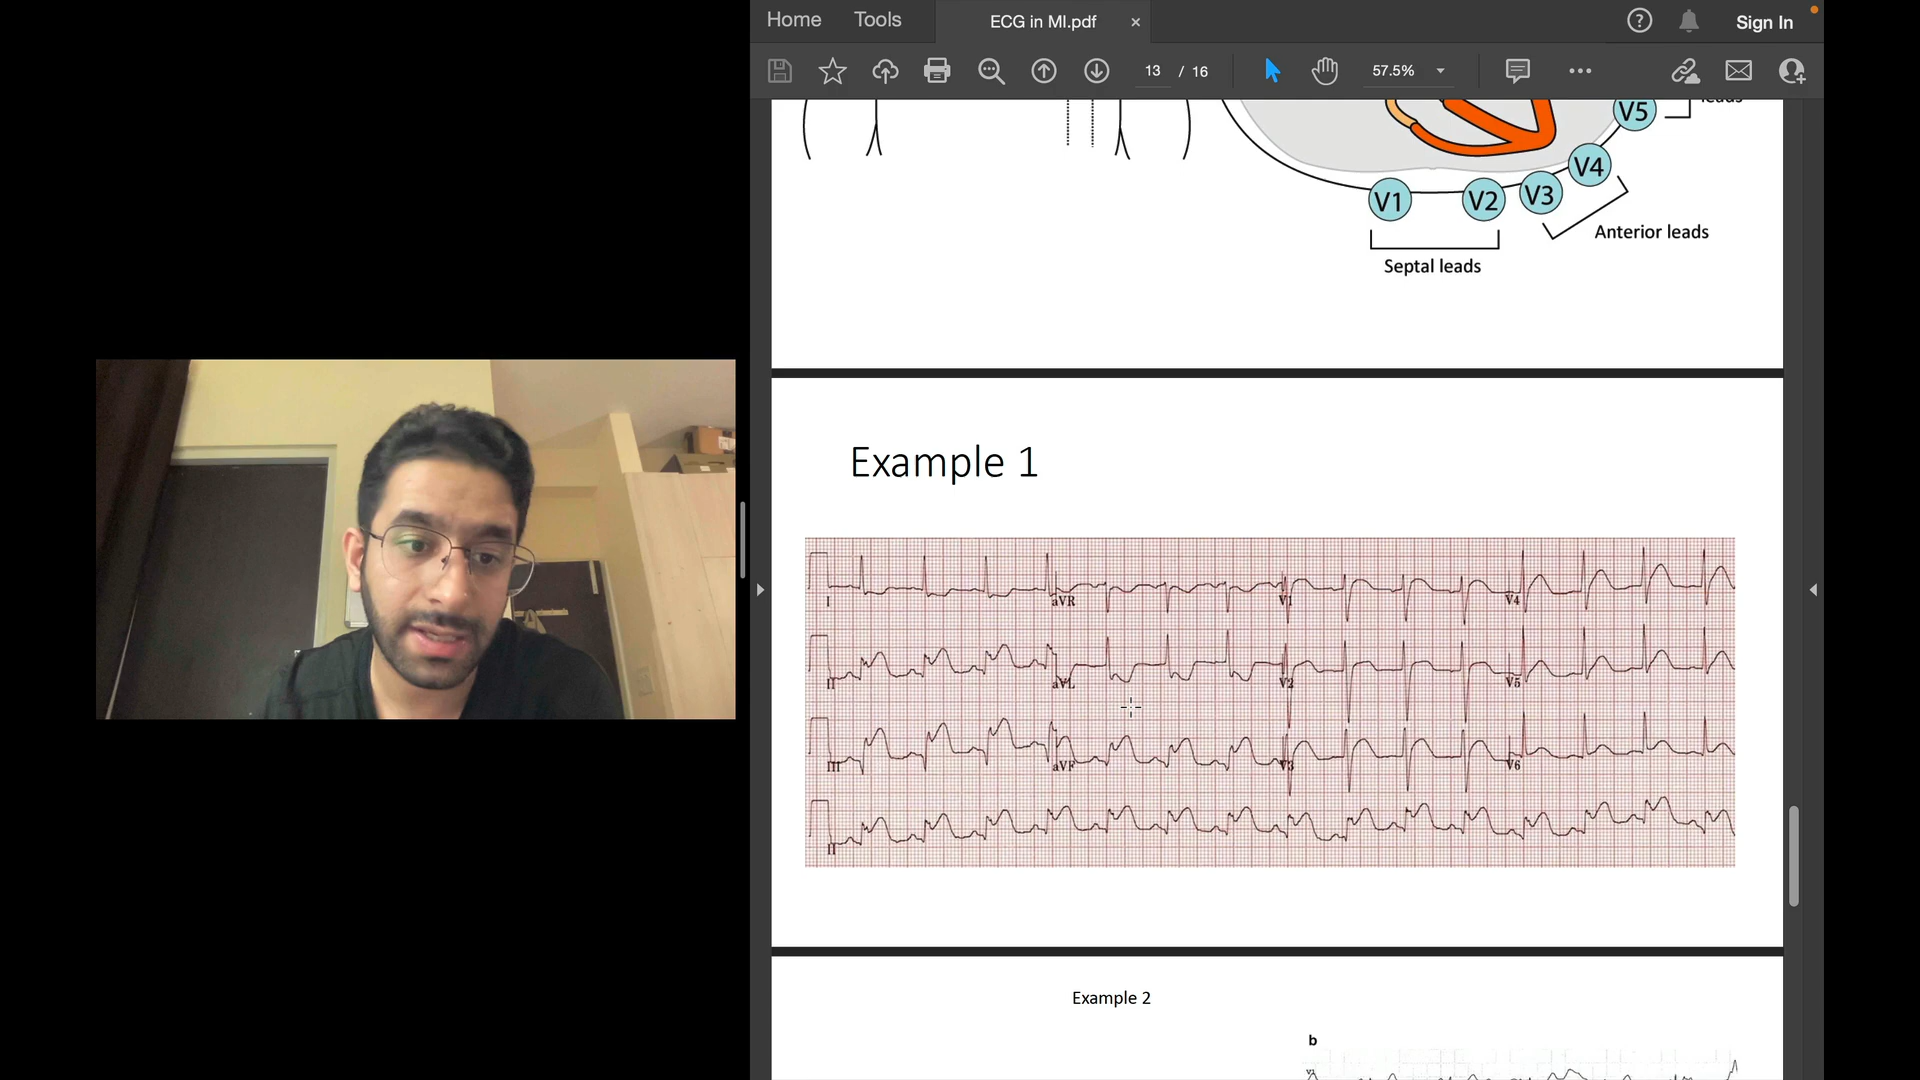 Home Tools ECG in MI.pdf × ? Sign In
13 / 16 57.5%
V5
V4
V3
V1 V2
Anterior leads
Septal leads
Example 1
I aVR V1 V4
II aVL V2 V5
III aVF V3 V6
II
Example 2
b